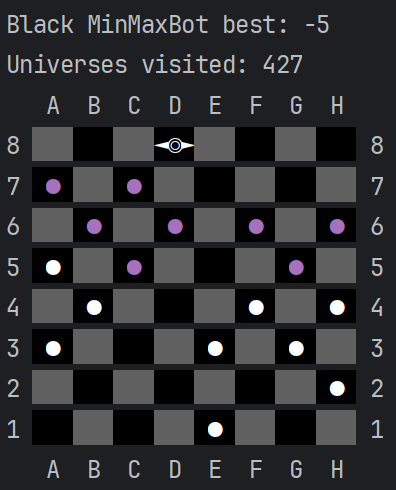 Black MinMaxBot best: -5
Universes visited: 427
A B C D E F G H
8 8
7 7
6 6
5 5
4 4
3 3
2 2
1 1
A B C D E F G H